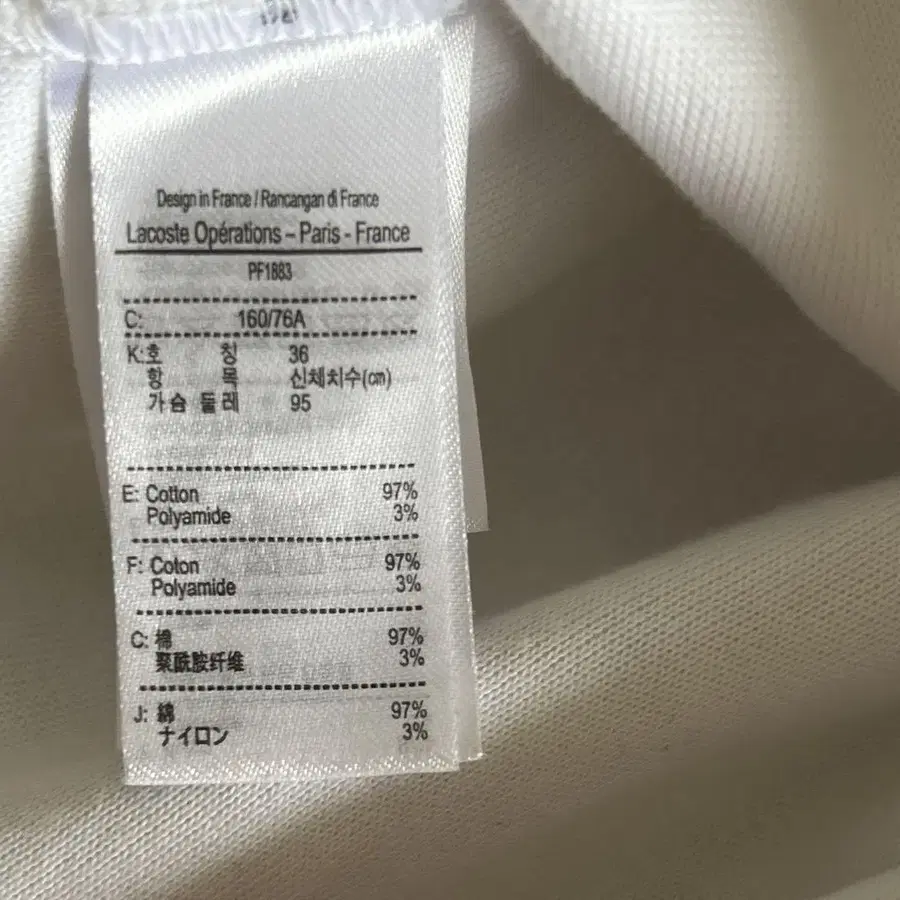 Design in France / Rancangan di France
Lacoste Opérations – Paris - France
PF1883
C: 160/76A
K:호 칭 36
항 목 신체치수(cm)
가슴 둘레 95
E: Cotton 97%
Polyamide 3%
F: Coton 97%
Polyamide 3%
C: 棉 97%
聚酰胺纤维 3%
J: 綿 97%
ナイロン 3%